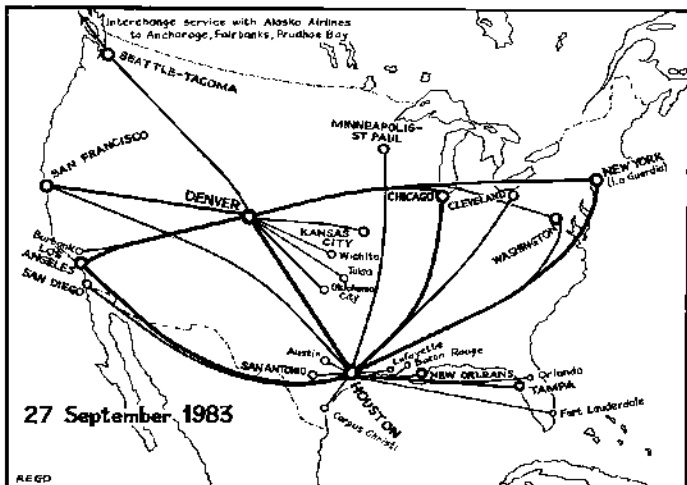 Interchange service with Alaska Airlines
to Anchorage, Fairbanks, Prudhoe Bay
SEATTLE-TACOMA
MINNEAPOLIS-
ST PAUL
SAN FRANCISCO
NEW YORK
(La Guardia)
DENVER
CHICAGO
CLEVELAND
KANSAS
CITY
WASHINGTON
Burbank
LOS
ANGELES
Wichita
Tulsa
Oklahoma
City
SAN DIEGO
Austin
Lafayette
Baton Rouge
SAN ANTONIO
NEW ORLEANS
Orlando
TAMPA
HOUSTON
27 September 1983
Corpus Christi
Fort Lauderdale
REGD